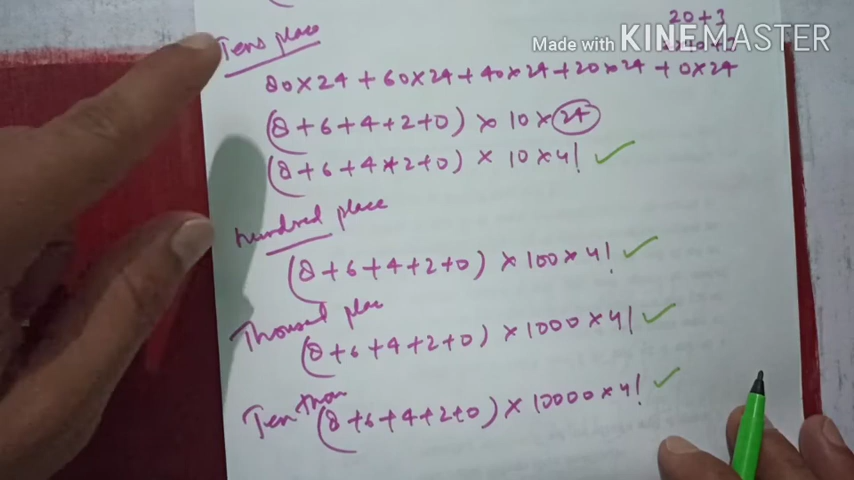 20+3
Made with KINEMASTER
Tens place
80×24 + 60×24 + 40×24 + 20×24 + 0×24
(8+6+4+2+0) × 10 × 24
(8+6+4+2+0) × 10 × 4!
hundred place
(8+6+4+2+0) × 100 × 4!
Thousad plac
(8+6+4+2+0) × 1000 × 4!
Ten thou
(8+6+4+2+0) × 10000 × 4!